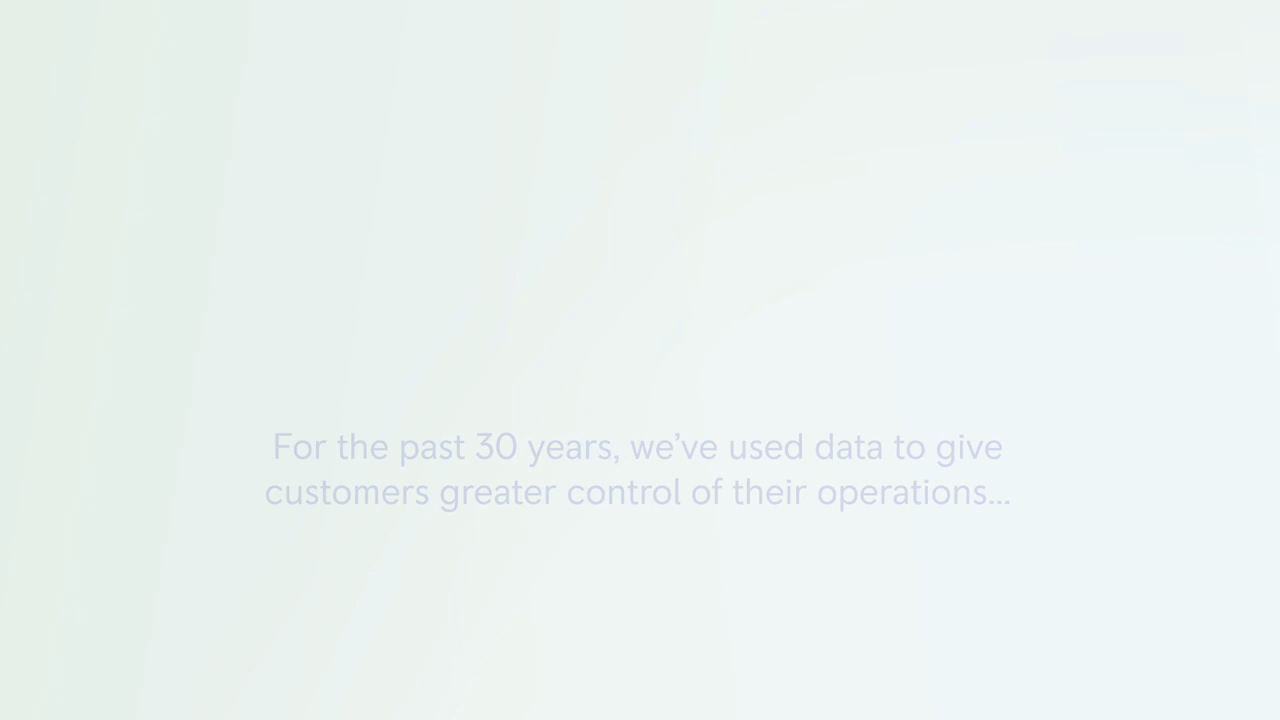 For the past 30 years, we’ve used data to give
customers greater control of their operations...